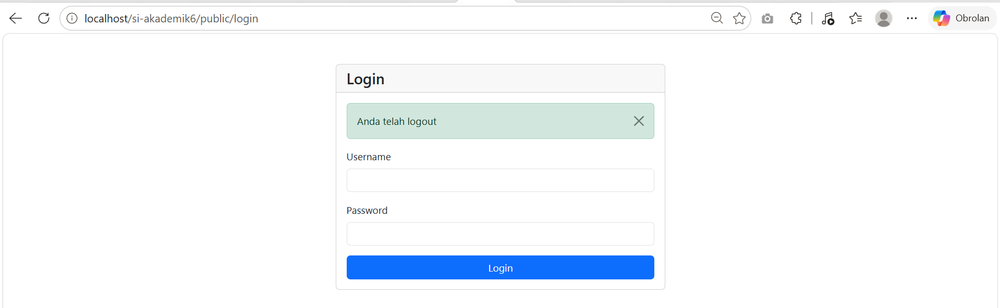 localhost/si-akademik6/public/login
Obrolan
Login
Anda telah logout
Username
Password
Login